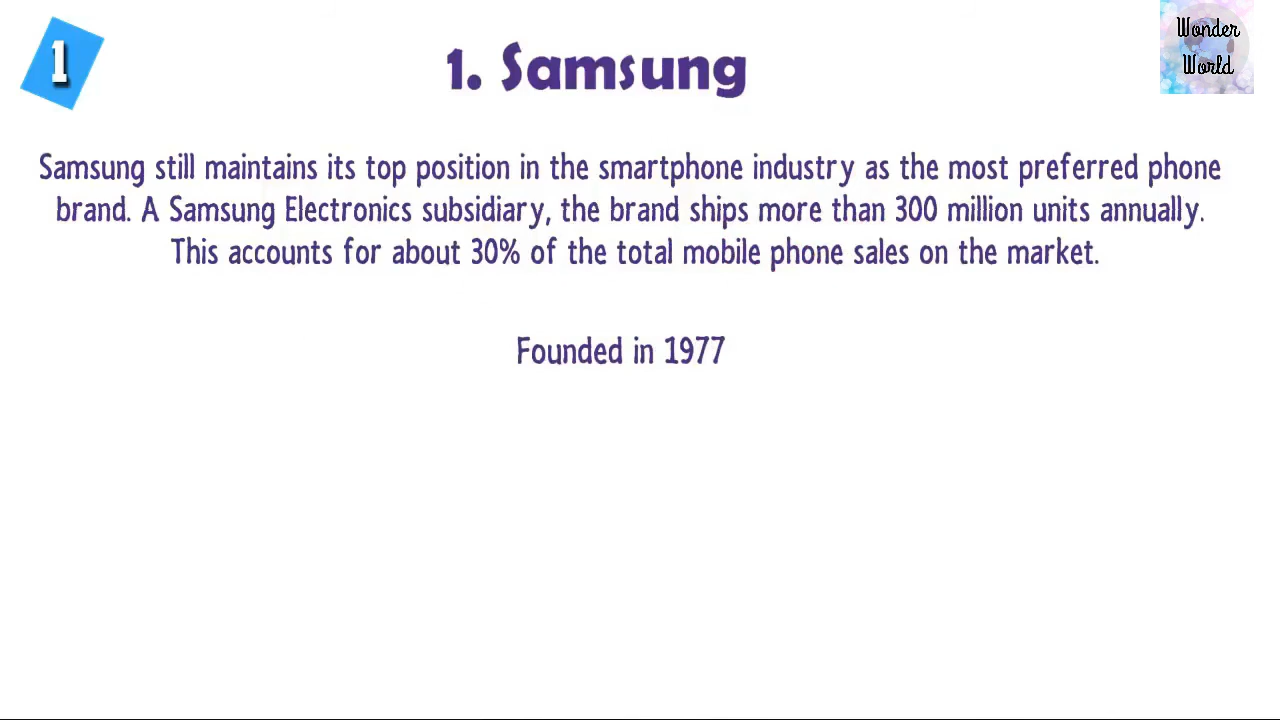 1
1. Samsung
Wonder
World
Samsung still maintains its top position in the smartphone industry as the most preferred phone
brand. A Samsung Electronics subsidiary, the brand ships more than 300 million units annually.
This accounts for about 30% of the total mobile phone sales on the market.
Founded in 1977